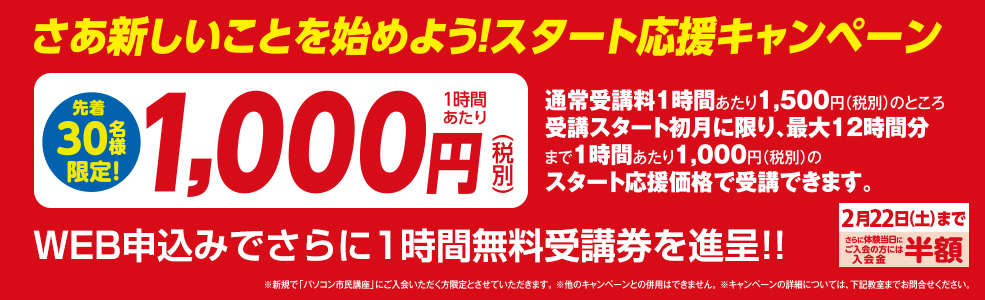 さあ新しいことを始めよう!スタート応援キャンペーン
先着
30名様
限定!
1,000円
1時間
あたり
(税別)
通常受講料1時間あたり1,500円(税別)のところ
受講スタート初月に限り、最大12時間分
まで1時間あたり1,000円(税別)の
スタート応援価格で受講できます。
WEB申込みでさらに1時間無料受講券を進呈!!
2月22日(土)まで
さらに体験当日に
ご入会の方には
入会金
半額
※新規で「パソコン市民講座」にご入会いただく方限定とさせていただきます。※他のキャンペーンとの併用はできません。※キャンペーンの詳細については、下記教室までお問合せください。